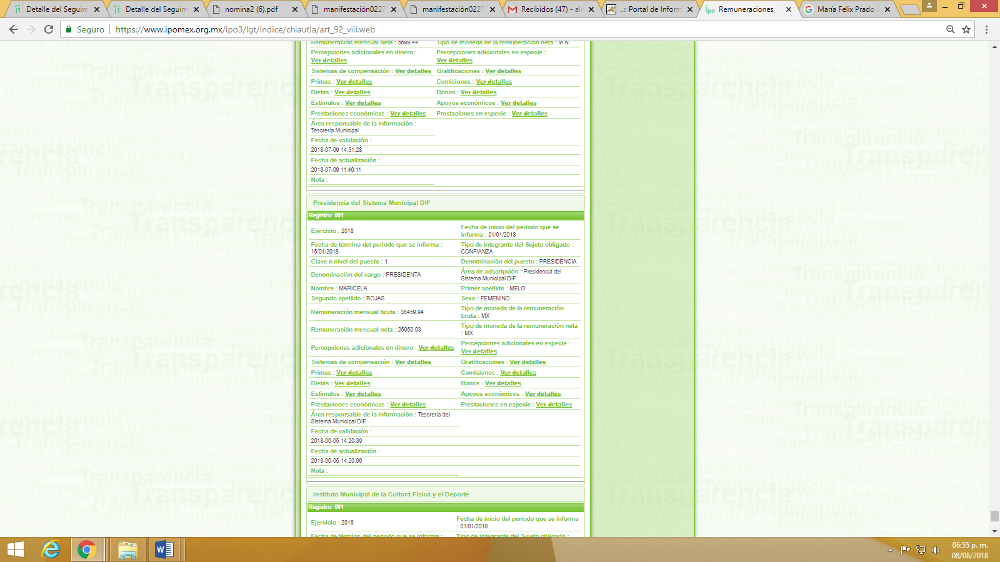 Detalle del Seguim
Detalle del Seguim
nomina2 (6).pdf
manifestación0227
manifestación0227
Recibidos (47) - al
..:: Portal de Inform
Remuneraciones
María Felix Prado
Seguro
https://www.ipomex.org.mx/ipo3/lgt/indice/chiautla/art_92_viii.web
Remuneración mensual neta : 5699.44 Tipo de moneda de la remuneración neta : M.N
Percepciones adicionales en dinero : Percepciones adicionales en especie :
Ver detalles Ver detalles
Sistemas de compensación : Ver detalles Gratificaciones : Ver detalles
Primas : Ver detalles Comisiones : Ver detalles
Dietas : Ver detalles Bonos : Ver detalles
Estímulos : Ver detalles Apoyos económicos : Ver detalles
Prestaciones económicas : Ver detalles Prestaciones en especie : Ver detalles
Área responsable de la información :
Tesorería Municipal
Fecha de validación :
2018-07-09 14:31:28
Fecha de actualización :
2018-07-09 11:46:11
Nota :
Presidencia del Sistema Municipal DIF
Registro: 001
Ejercicio : 2018
Fecha de inicio del periodo que se
informa : 01/01/2018
Fecha de término del periodo que se informa :
15/01/2018
Tipo de integrante del Sujeto obligado :
CONFIANZA
Clave o nivel del puesto : 1 Denominación del puesto : PRESIDENCIA
Denominación del cargo : PRESIDENTA
Área de adscripción : Presidencia del
Sistema Municipal DIF
Nombre : MARICELA Primer apellido : MELO
Segundo apellido : ROJAS Sexo : FEMENINO
Remuneración mensual bruta : 36459.94
Tipo de moneda de la remuneración
bruta : MX
Remuneración mensual neta : 25059.93
Tipo de moneda de la remuneración neta
: MX
Percepciones adicionales en dinero : Ver detalles
Percepciones adicionales en especie :
Ver detalles
Sistemas de compensación : Ver detalles Gratificaciones : Ver detalles
Primas : Ver detalles Comisiones : Ver detalles
Dietas : Ver detalles Bonos : Ver detalles
Estímulos : Ver detalles Apoyos económicos : Ver detalles
Prestaciones económicas : Ver detalles Prestaciones en especie : Ver detalles
Área responsable de la información : Tesorería del
Sistema Municipal DIF
Fecha de validación :
2018-06-05 14:20:39
Fecha de actualización :
2018-06-05 14:20:06
Nota :
Instituto Municipal de la Cultura Física y el Deporte
Registro: 001
Ejercicio : 2018
Fecha de inicio del periodo que se informa
: 01/01/2018
Fecha de término del periodo que se informa : Tipo de integrante del Sujeto obligado :
06:55 p. m.
08/08/2018